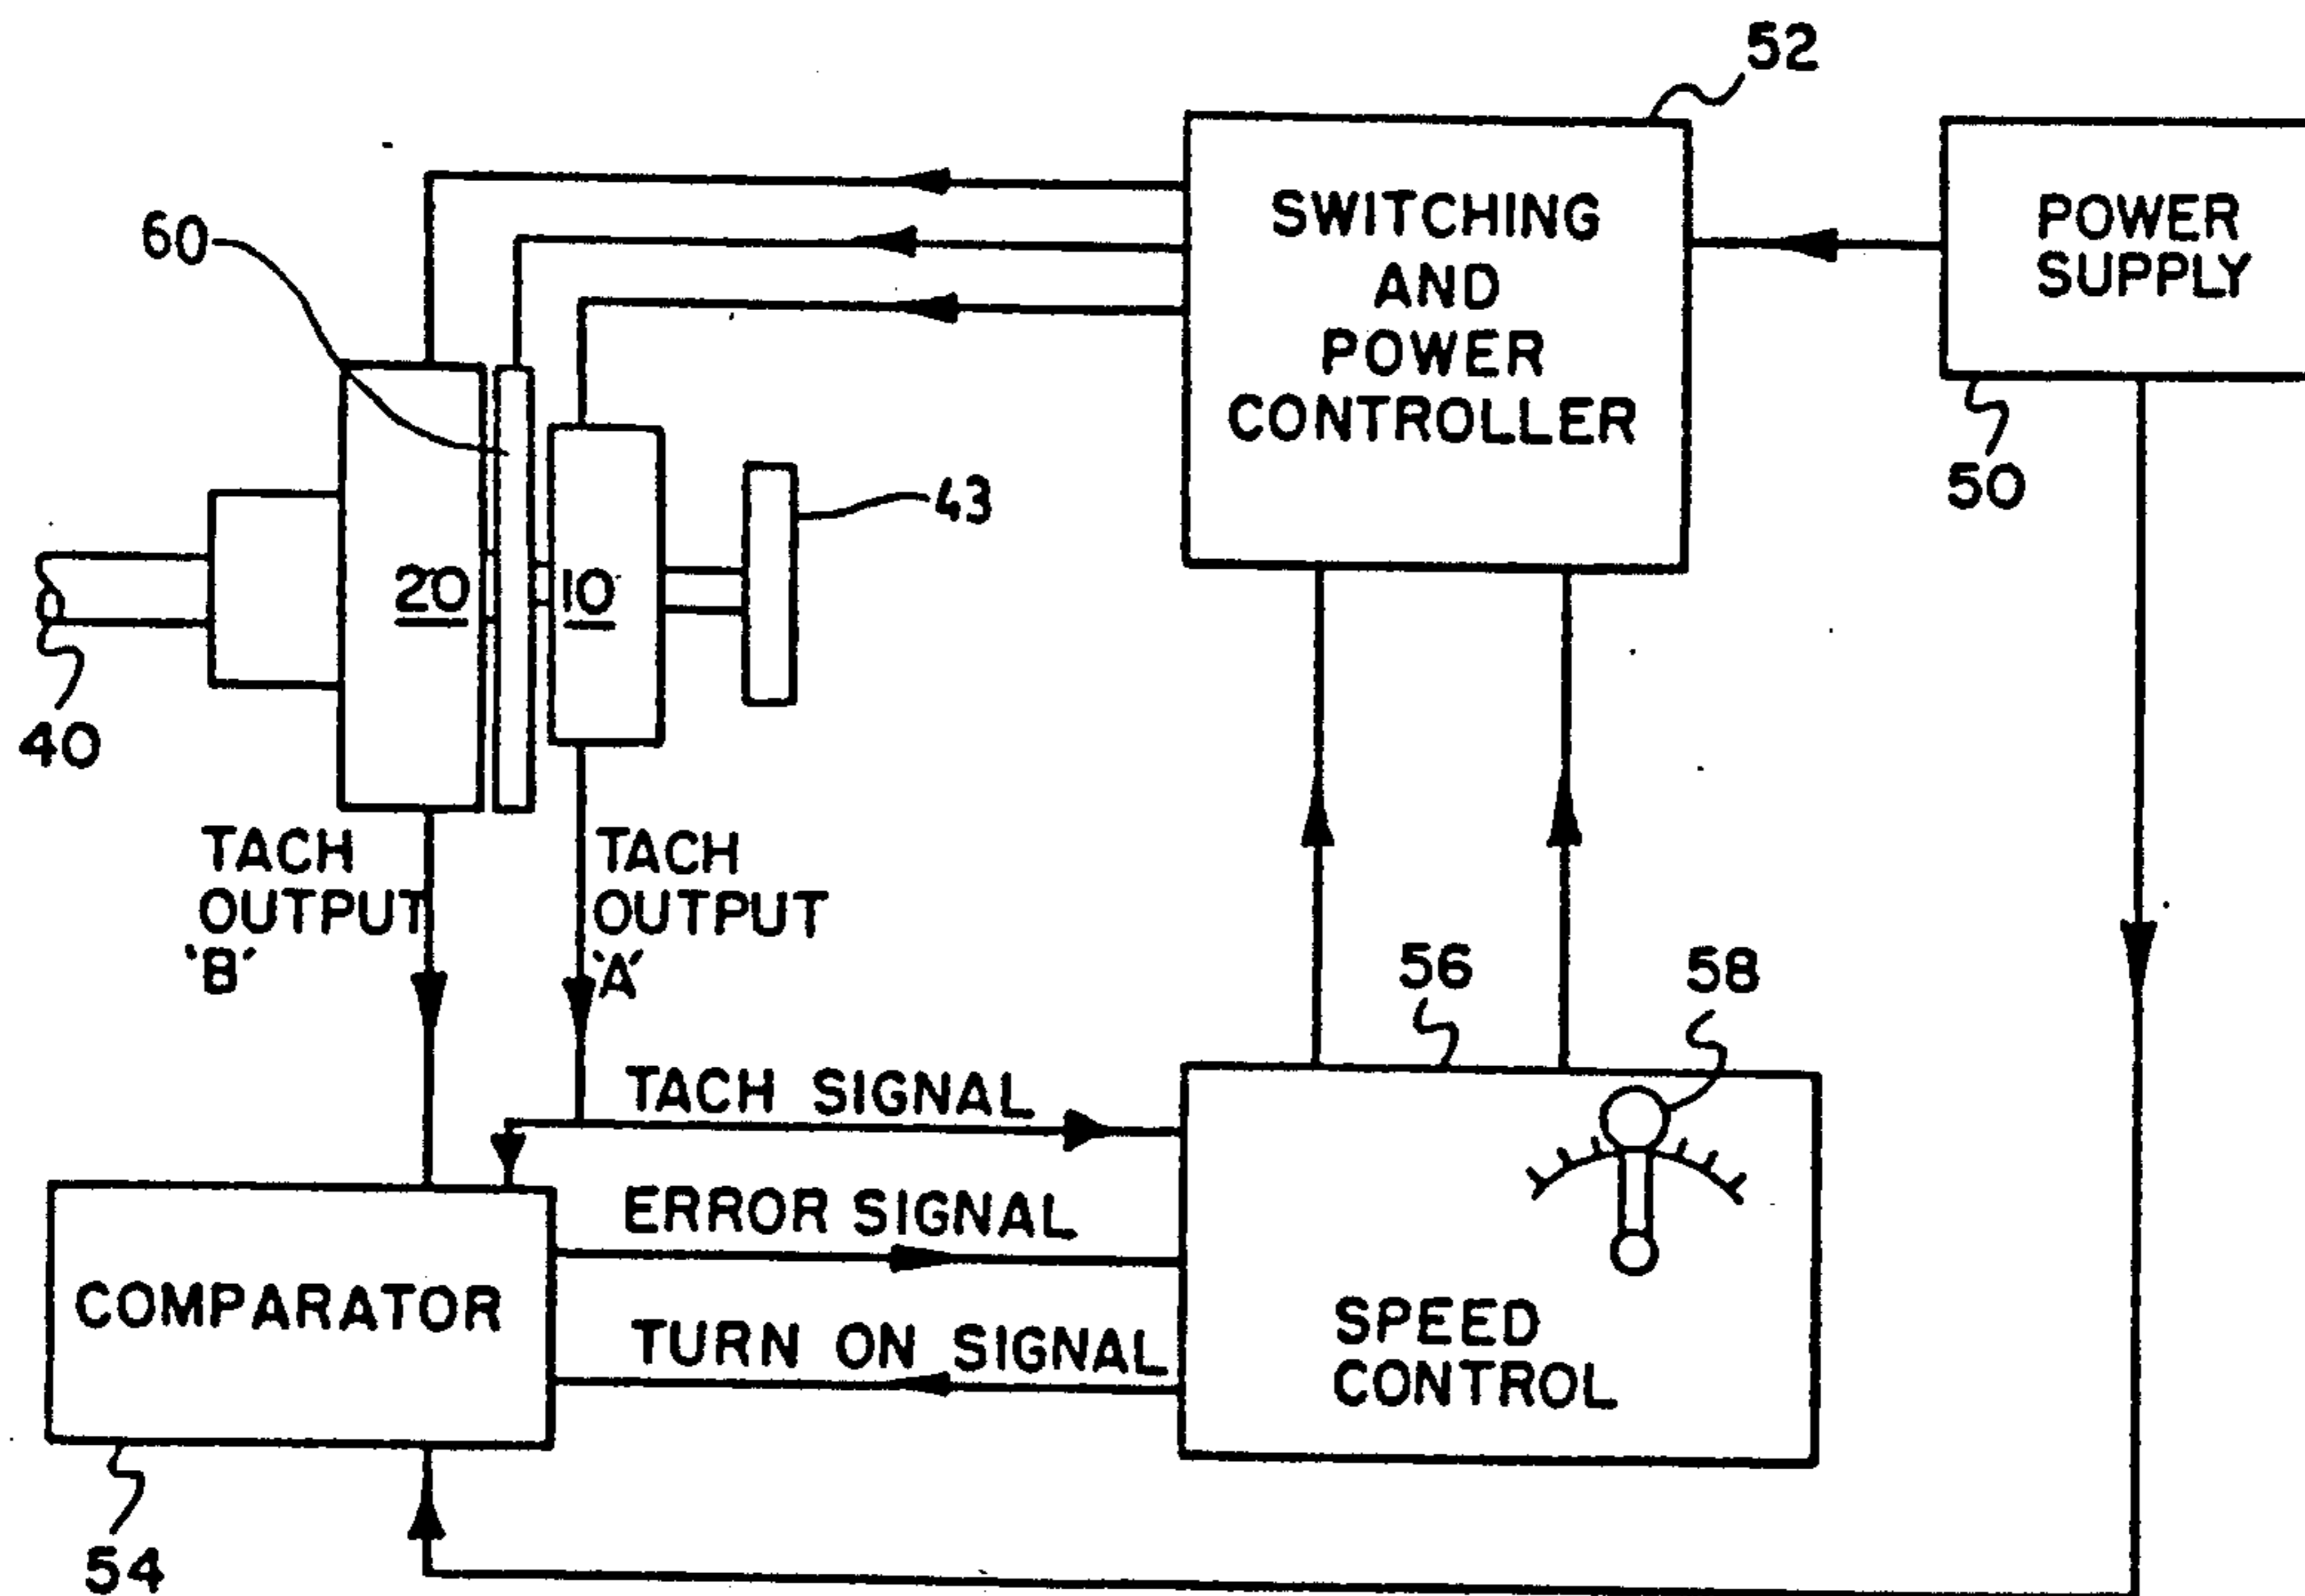 52
SWITCHING
AND
POWER
CONTROLLER
POWER
SUPPLY
60
50
43
20
10
40
TACH
OUTPUT
'B'
TACH
OUTPUT
'A'
56
58
TACH SIGNAL
ERROR SIGNAL
TURN ON SIGNAL
COMPARATOR
SPEED
CONTROL
54